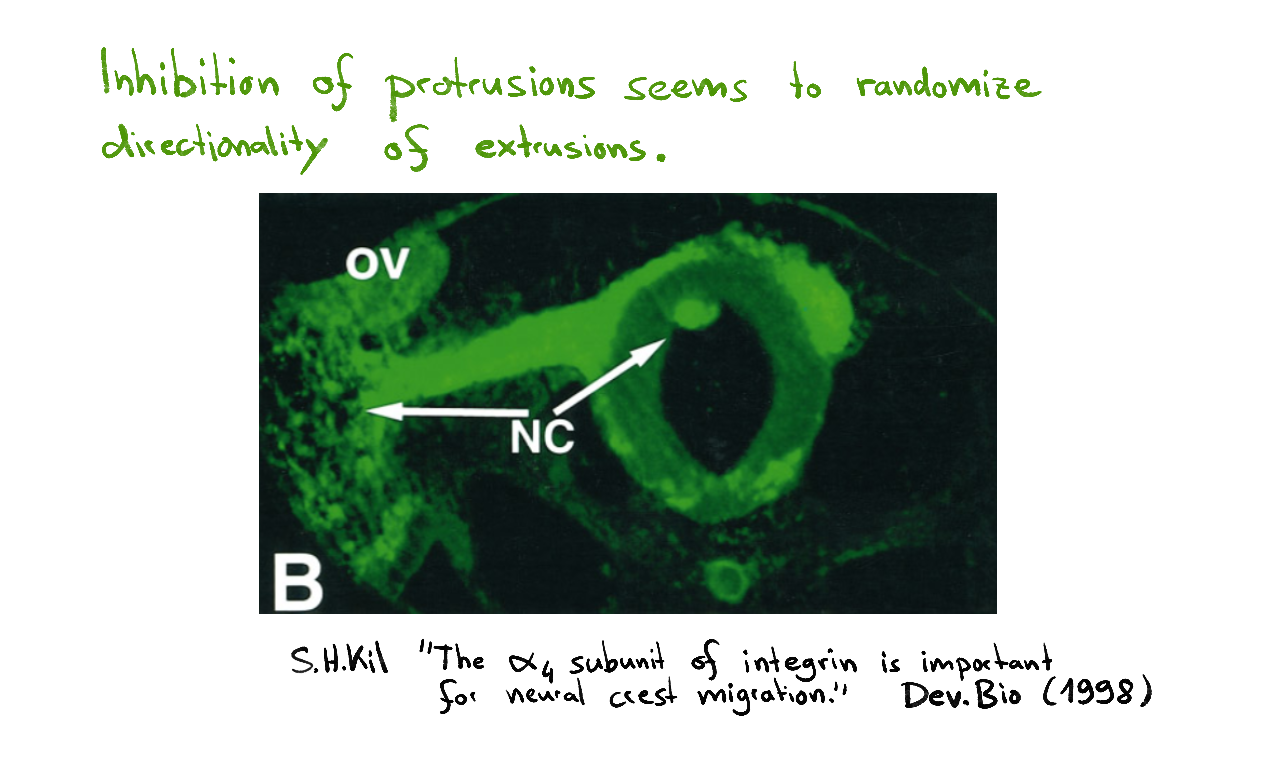 Inhibition of protrusions seems to randomize
directionality of extrusions.
OV
NC
B
S.H.Kil "The α4 subunit of integrin is important
for neural crest migration." Dev.Bio (1998)